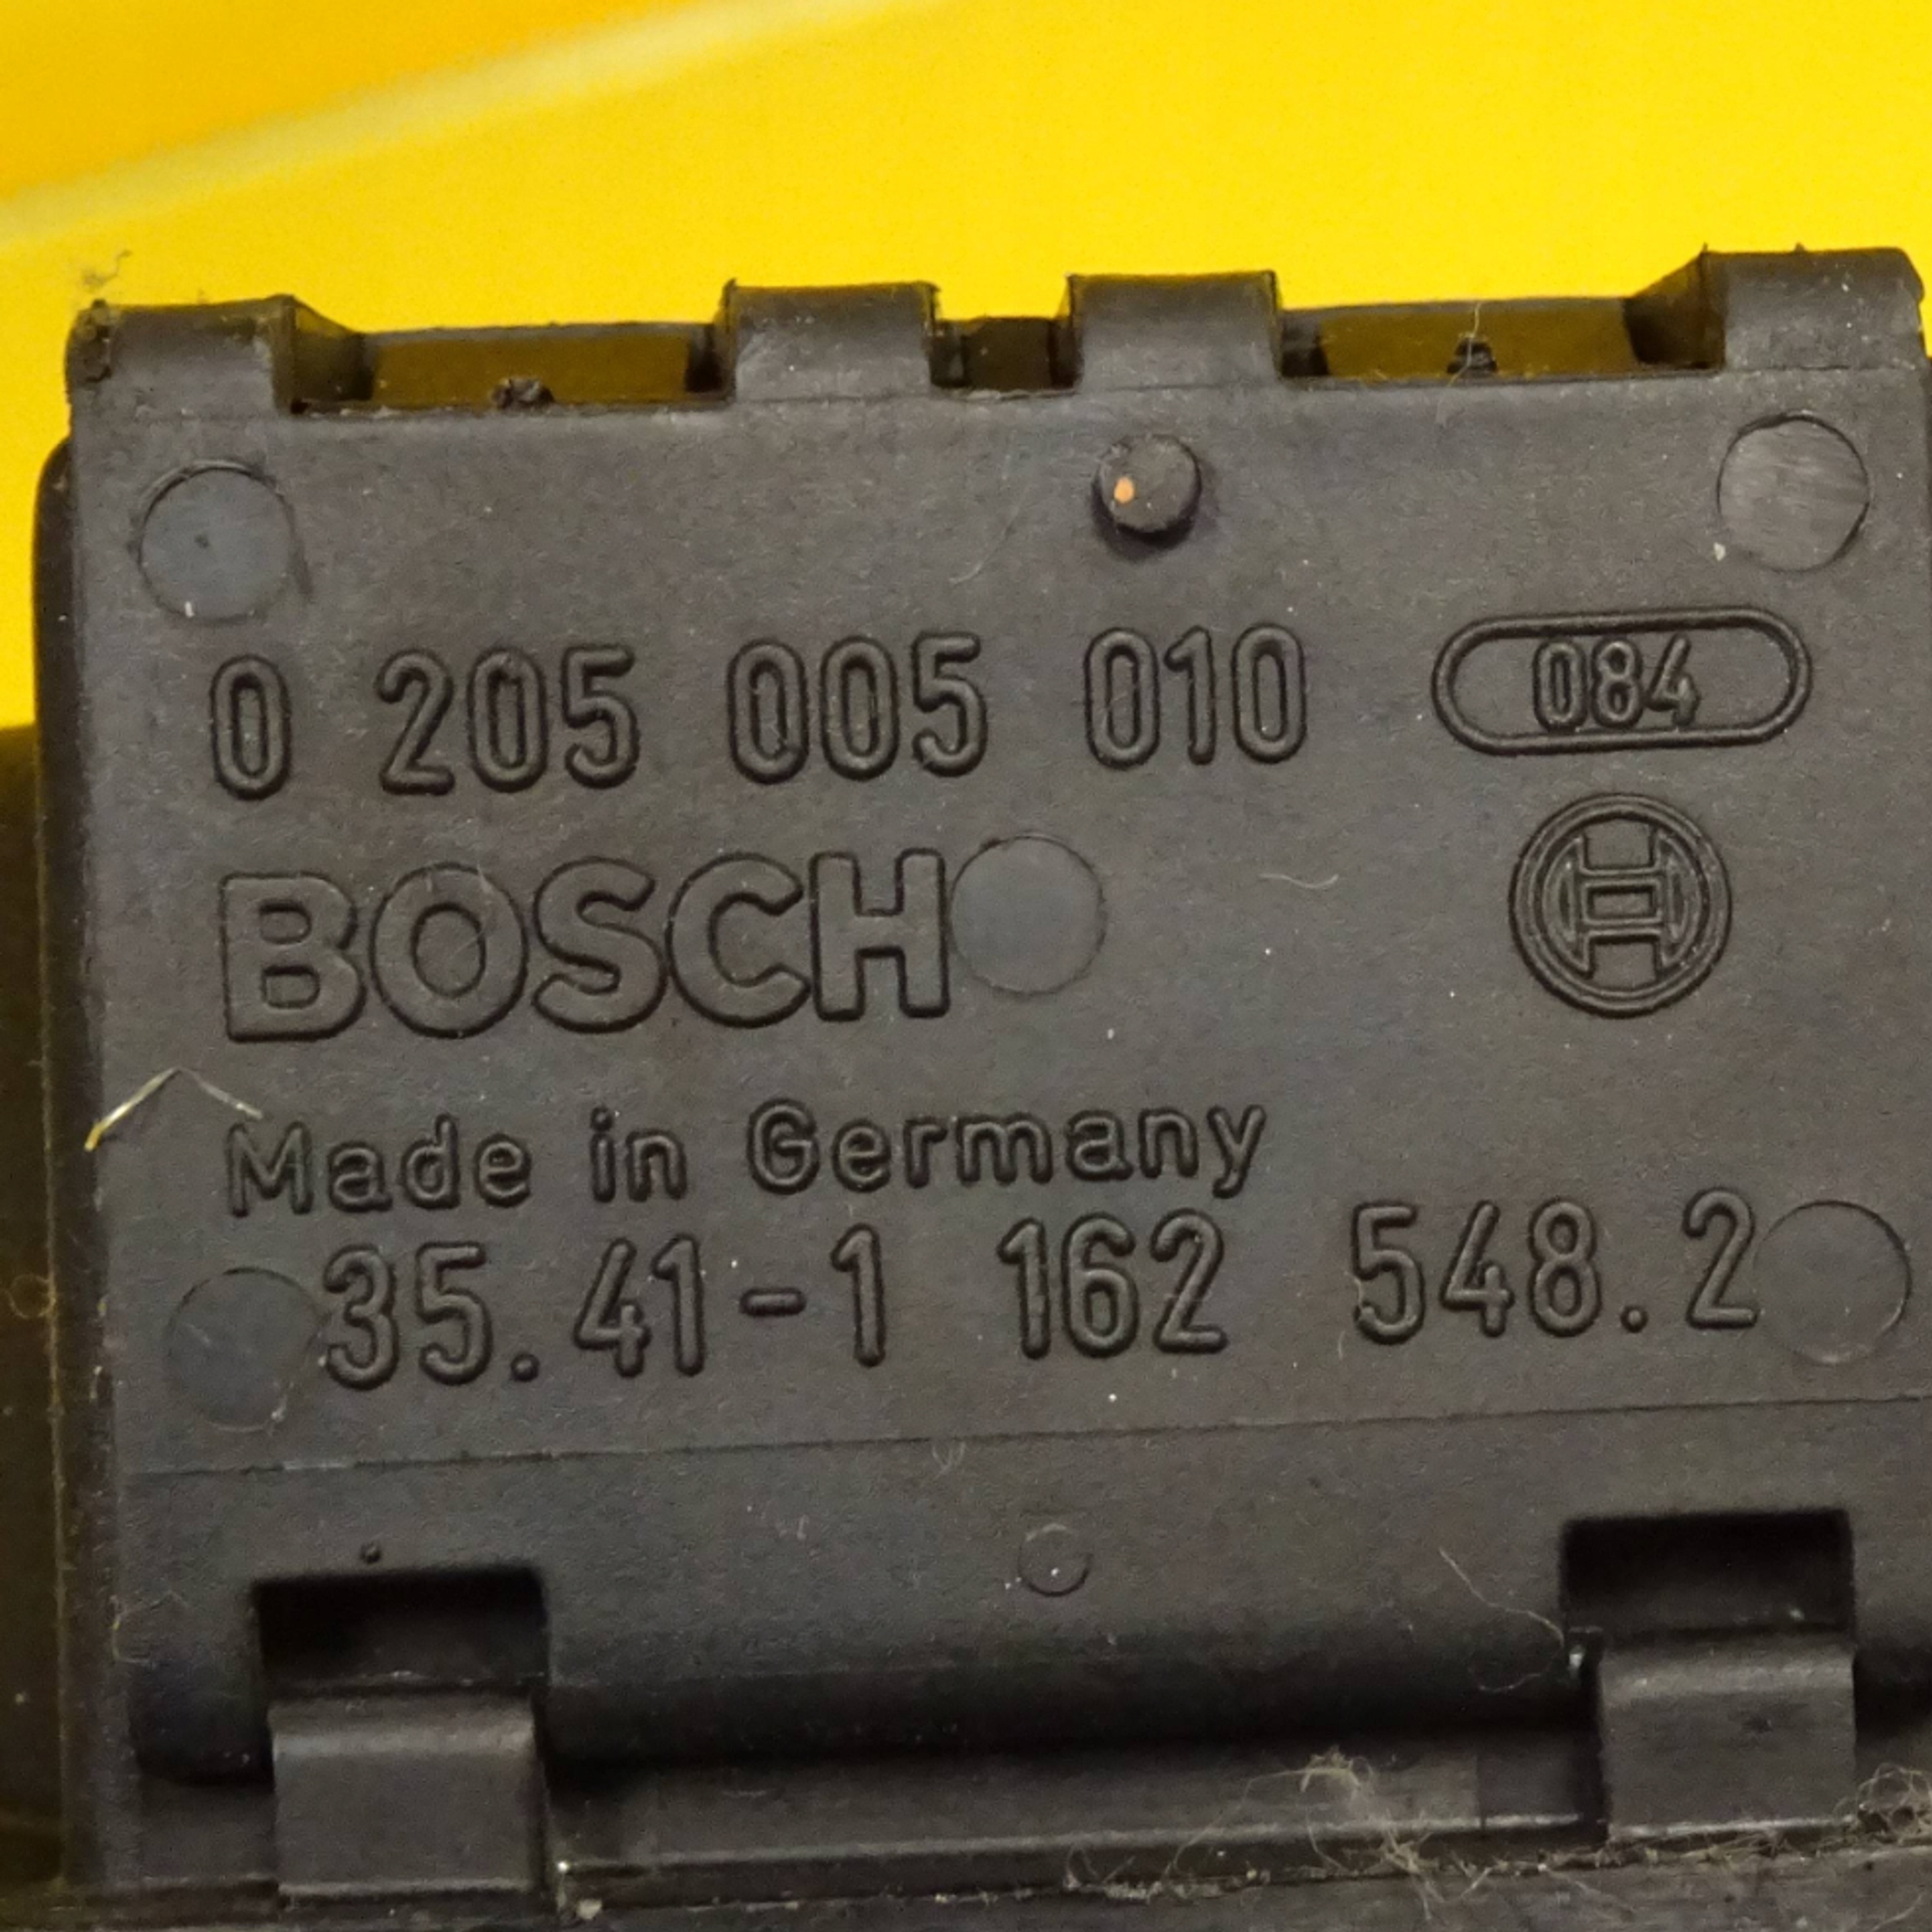 0 205 005 010 084
BOSCH
Made in Germany
35.41-1 162 548.2